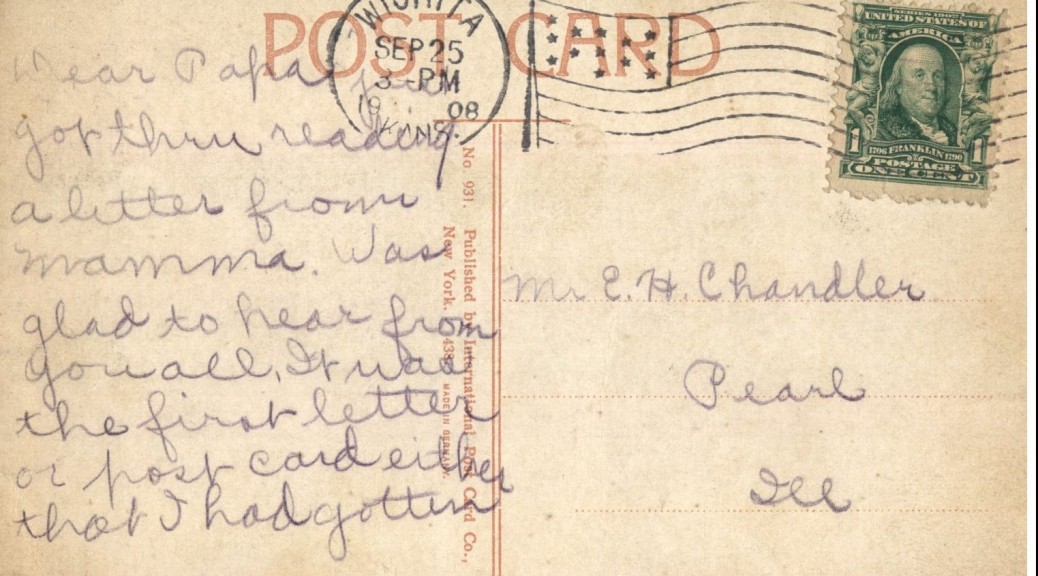 POST CARD
WICHITA
SEP 25
3 - PM
19 08
KANS.
SERIES 1902
UNITED STATES OF
AMERICA
1 1
1706 FRANKLIN 1790
POSTAGE
ONE CENT
Dear Papa just
got thru reading
a letter from
mamma. Was
glad to hear from
you all. It was
the first letter
or post card either
that I had gotten
No. 931. Published by International Post Card Co.,
New York.
MADE IN GERMANY.
Mr E. H. Chandler
Pearl
Ill